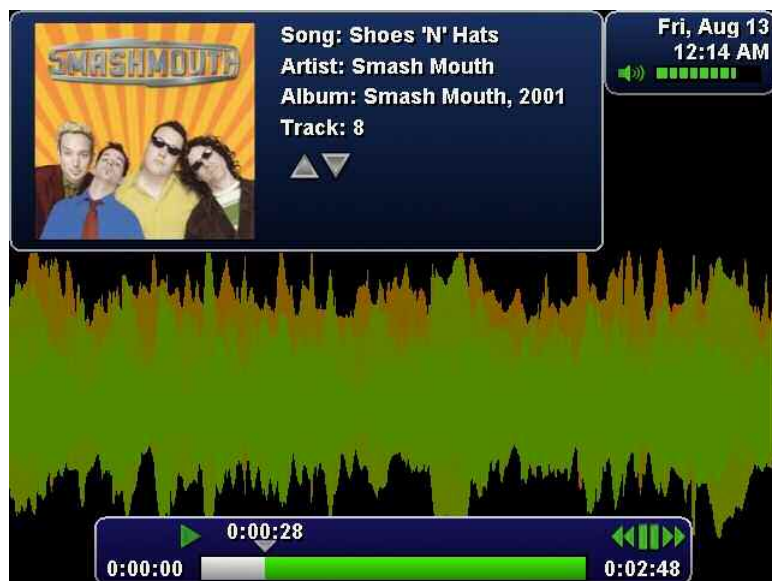 SMASHMOUTH
Song: Shoes 'N' Hats
Artist: Smash Mouth
Album: Smash Mouth, 2001
Track: 8
Fri, Aug 13
12:14 AM
0:00:28
0:00:00
0:02:48